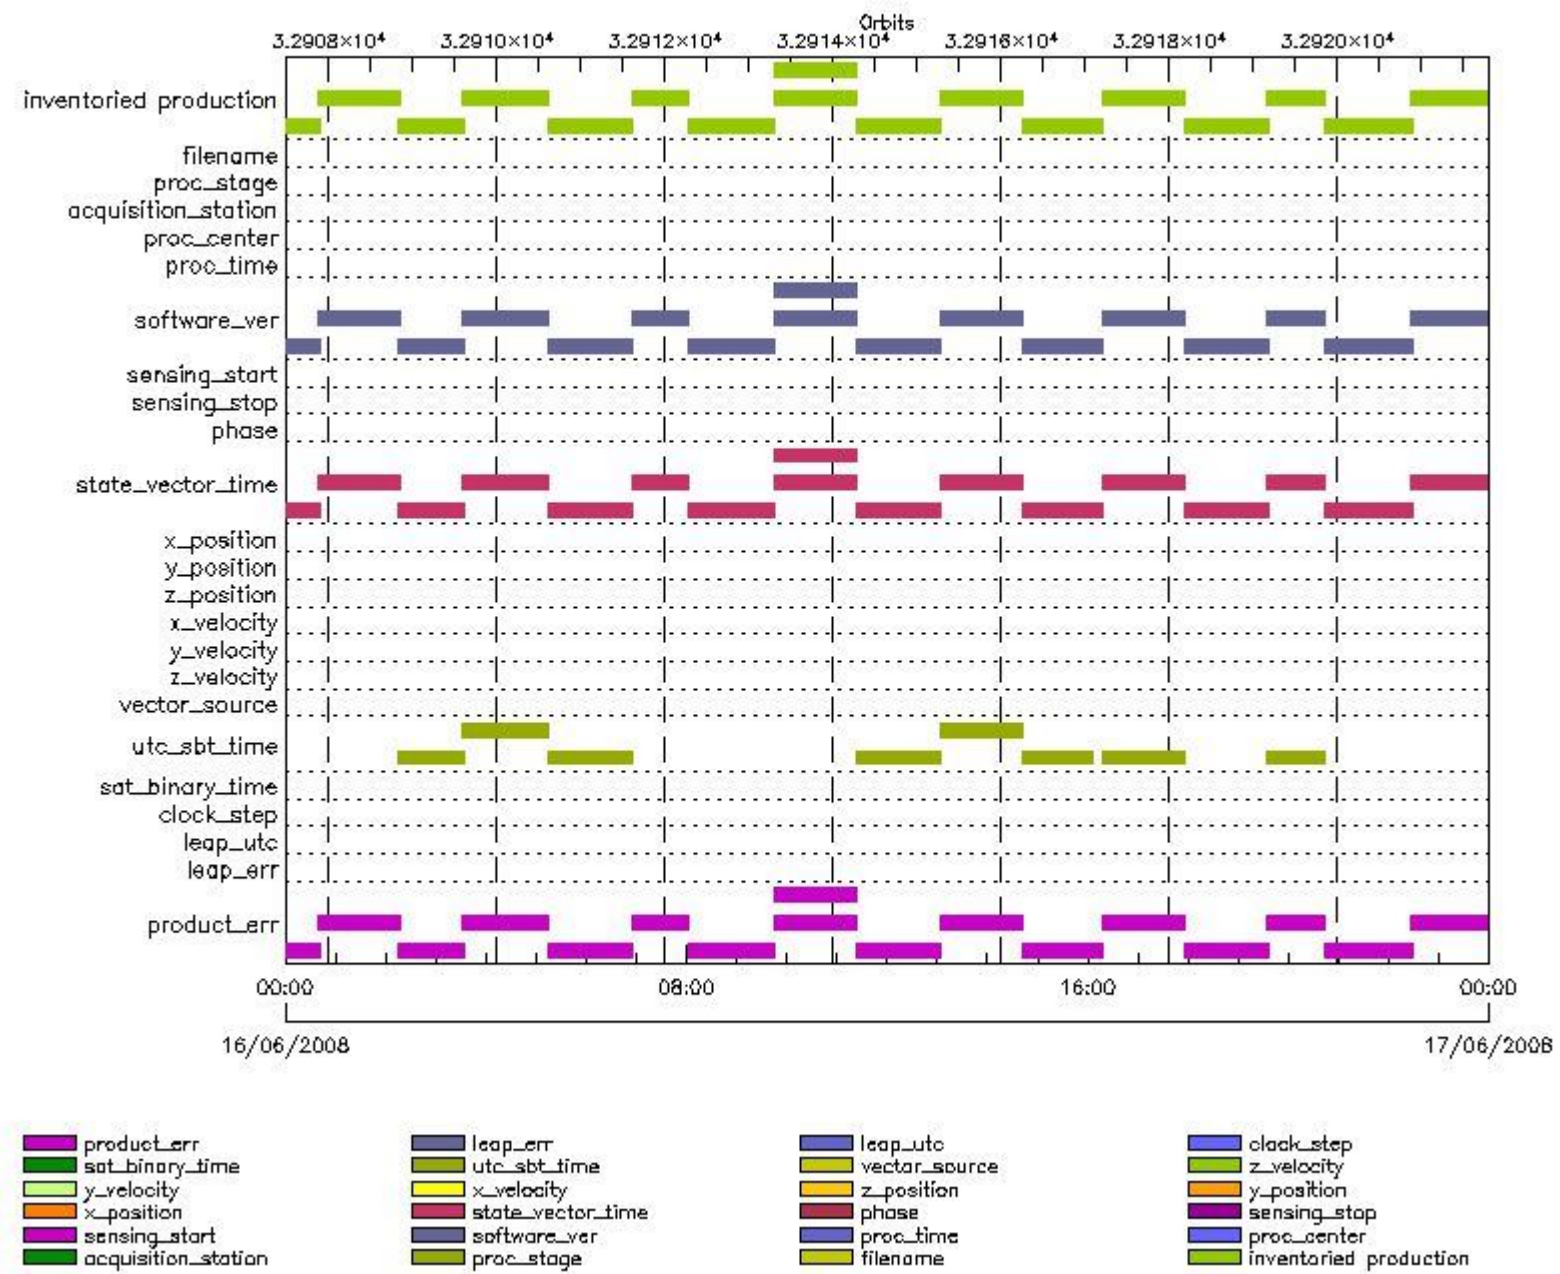 Orbits
3.2908×10⁴ 3.2910×10⁴ 3.2912×10⁴ 3.2914×10⁴ 3.2916×10⁴ 3.2918×10⁴ 3.2920×10⁴
inventoried production
filename
proc_stage
acquisition_station
proc_center
proc_time
software_ver
sensing_start
sensing_stop
phase
state_vector_time
x_position
y_position
z_position
x_velocity
y_velocity
z_velocity
vector_source
utc_sbt_time
sat_binary_time
clock_step
leap_utc
leap_err
product_err
00:00 08:00 16:00 00:00
16/06/2008 17/06/2008
product_err leap_err leap_utc clock_step
sat_binary_time utc_sbt_time vector_source z_velocity
y_velocity x_velocity z_position y_position
x_position state_vector_time phase sensing_stop
sensing_start software_ver proc_time proc_center
acquisition_station proc_stage filename inventoried production